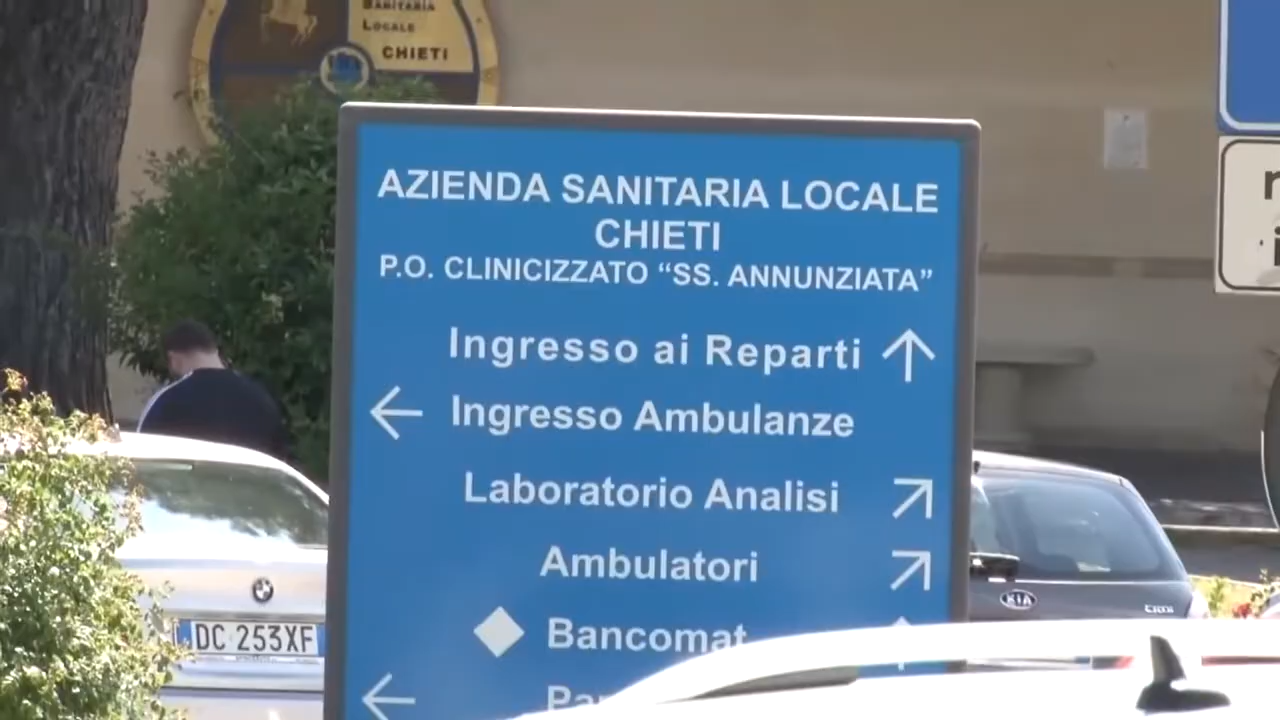 SANITARIA
LOCALE
CHIETI
AZIENDA SANITARIA LOCALE
CHIETI
P.O. CLINICIZZATO “SS. ANNUNZIATA”
Ingresso ai Reparti
Ingresso Ambulanze
Laboratorio Analisi
Ambulatori
Bancomat
DC 253XF
KIA